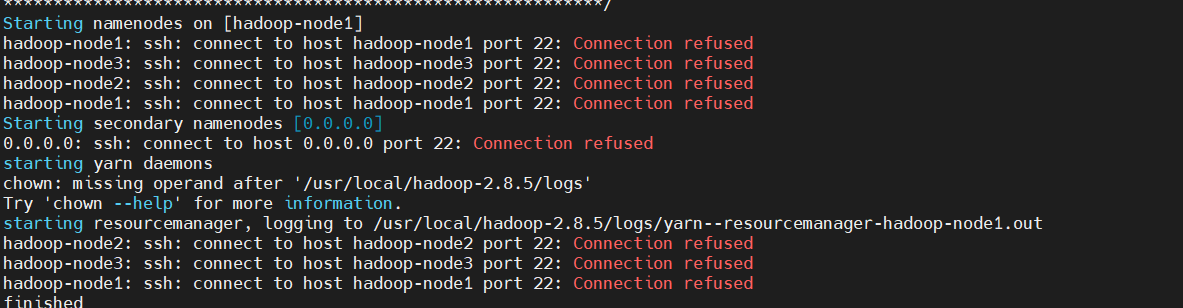 ************************************************************/
Starting namenodes on [hadoop-node1]
hadoop-node1: ssh: connect to host hadoop-node1 port 22: Connection refused
hadoop-node3: ssh: connect to host hadoop-node3 port 22: Connection refused
hadoop-node2: ssh: connect to host hadoop-node2 port 22: Connection refused
hadoop-node1: ssh: connect to host hadoop-node1 port 22: Connection refused
Starting secondary namenodes [0.0.0.0]
0.0.0.0: ssh: connect to host 0.0.0.0 port 22: Connection refused
starting yarn daemons
chown: missing operand after '/usr/local/hadoop-2.8.5/logs'
Try 'chown --help' for more information.
starting resourcemanager, logging to /usr/local/hadoop-2.8.5/logs/yarn--resourcemanager-hadoop-node1.out
hadoop-node2: ssh: connect to host hadoop-node2 port 22: Connection refused
hadoop-node3: ssh: connect to host hadoop-node3 port 22: Connection refused
hadoop-node1: ssh: connect to host hadoop-node1 port 22: Connection refused
finished